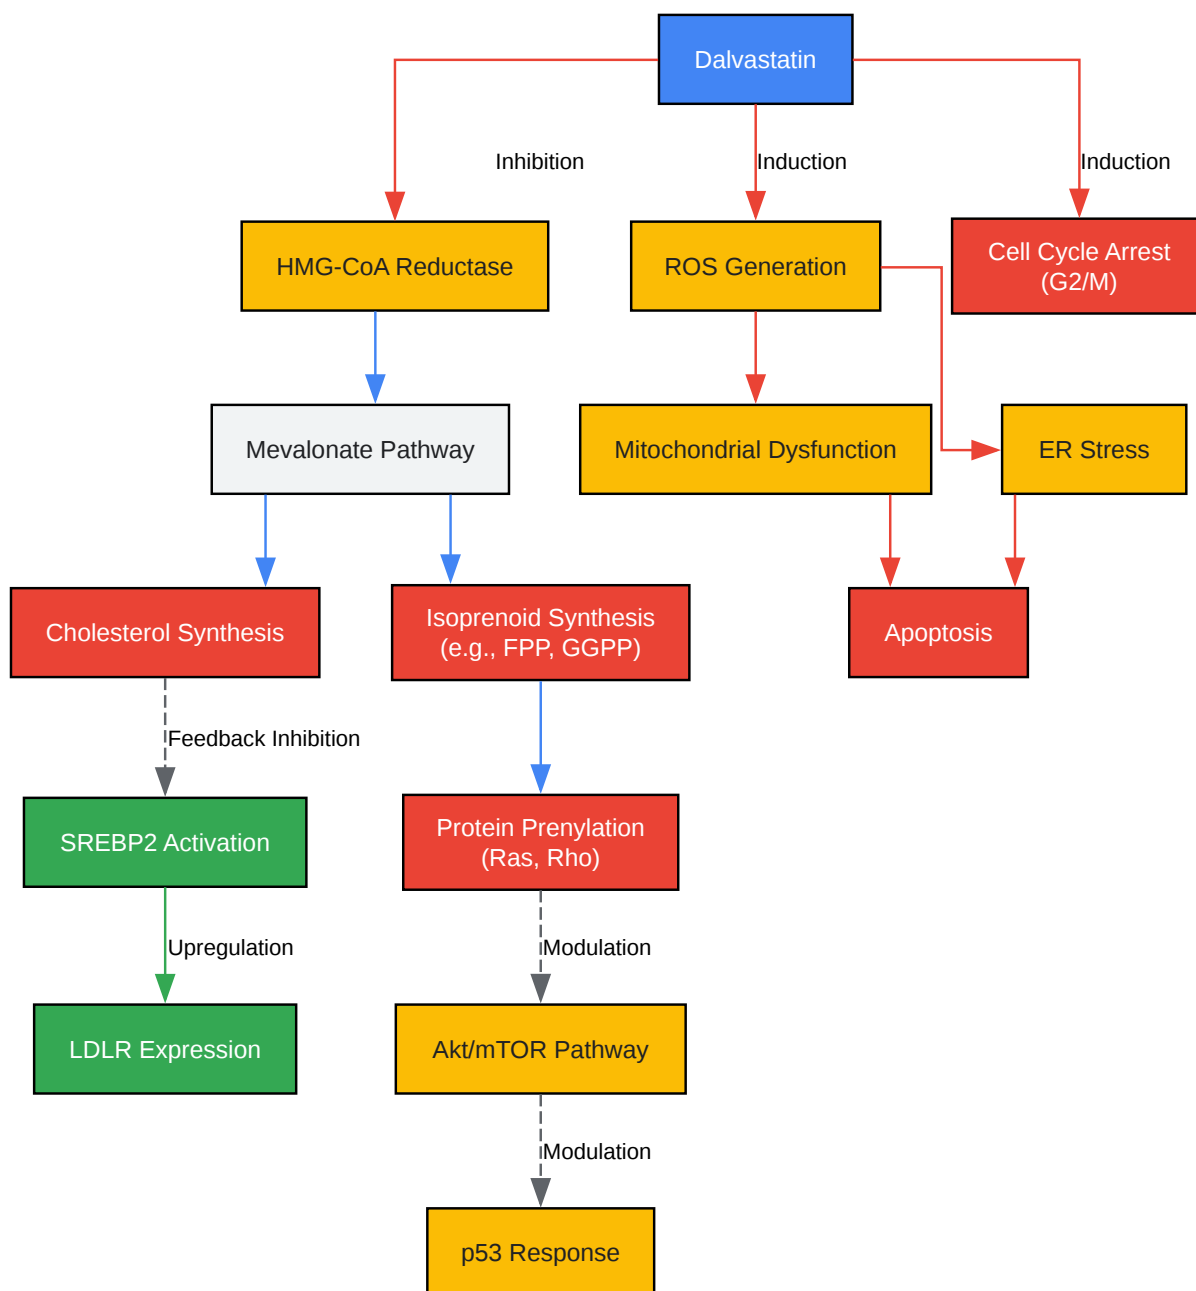 Dalvastatin
Inhibition
Induction
Induction
HMG-CoA Reductase
ROS Generation
Cell Cycle Arrest
(G2/M)
Mevalonate Pathway
Mitochondrial Dysfunction
ER Stress
Cholesterol Synthesis
Isoprenoid Synthesis
(e.g., FPP, GGPP)
Apoptosis
Feedback Inhibition
SREBP2 Activation
Protein Prenylation
(Ras, Rho)
Upregulation
Modulation
LDLR Expression
Akt/mTOR Pathway
Modulation
p53 Response